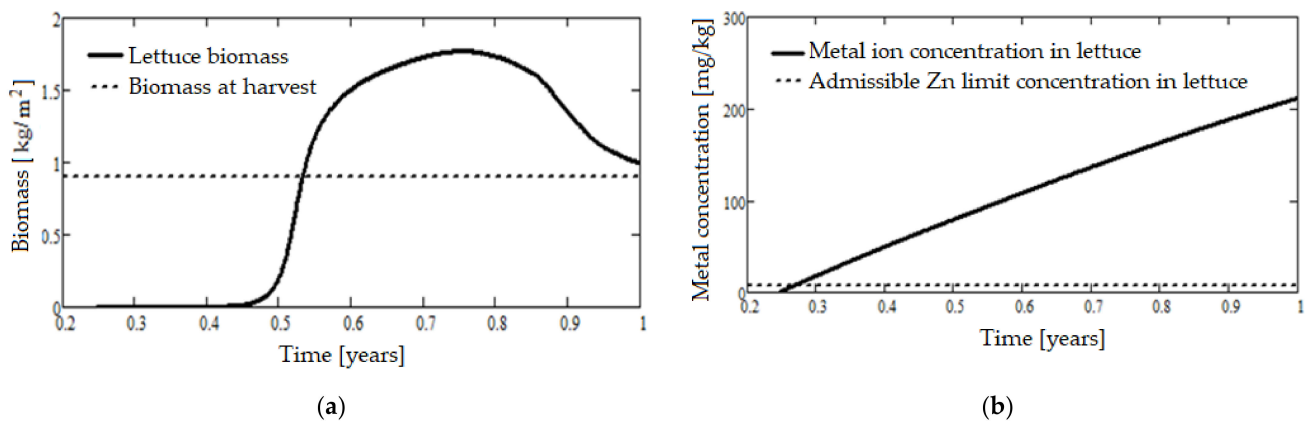 2
1.5
1
0.5
0
Biomass [ kg/ m2 ]
Lettuce biomass
Biomass at harvest
0.2 0.3 0.4 0.5 0.6 0.7 0.8 0.9 1
Time [years]
(a)
300
200
100
0
Metal concentration [mg/kg]
Metal ion concentration in lettuce
Admissible Zn limit concentration in lettuce
0.2 0.3 0.4 0.5 0.6 0.7 0.8 0.9 1
Time [years]
(b)